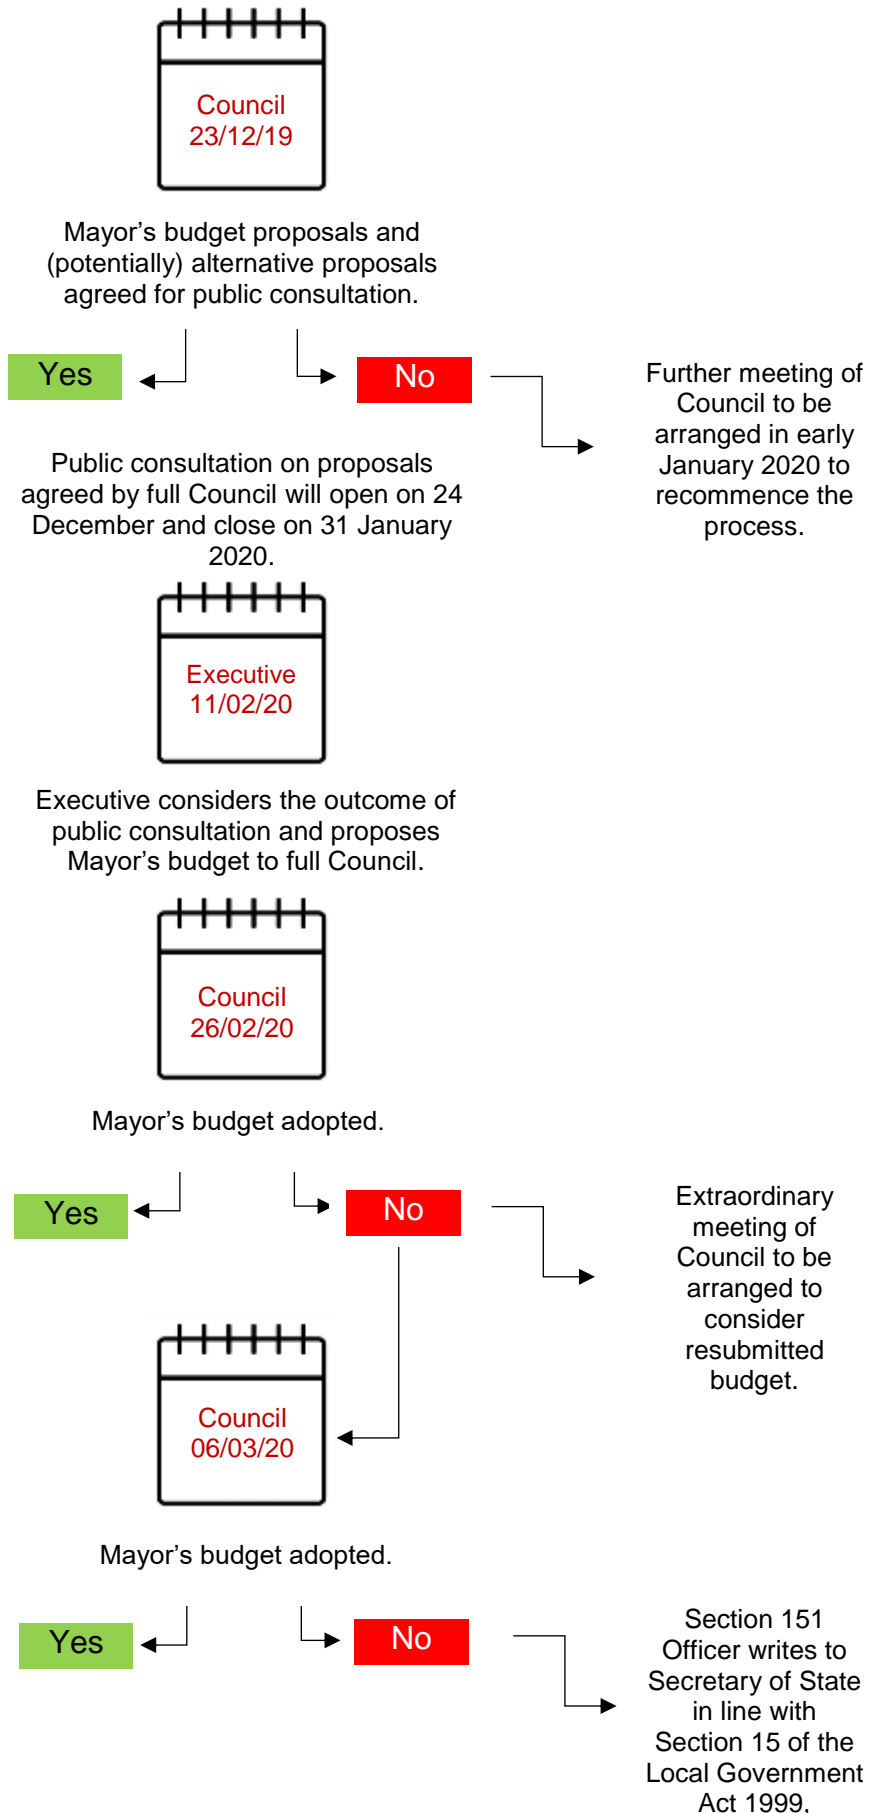 Council
23/12/19
Mayor’s budget proposals and
(potentially) alternative proposals
agreed for public consultation.
Yes
No
Further meeting of
Council to be
arranged in early
January 2020 to
recommence the
process.
Public consultation on proposals
agreed by full Council will open on 24
December and close on 31 January
2020.
Executive
11/02/20
Executive considers the outcome of
public consultation and proposes
Mayor’s budget to full Council.
Council
26/02/20
Mayor’s budget adopted.
Yes
No
Extraordinary
meeting of
Council to be
arranged to
consider
resubmitted
budget.
Council
06/03/20
Mayor’s budget adopted.
Yes
No
Section 151
Officer writes to
Secretary of State
in line with
Section 15 of the
Local Government
Act 1999,